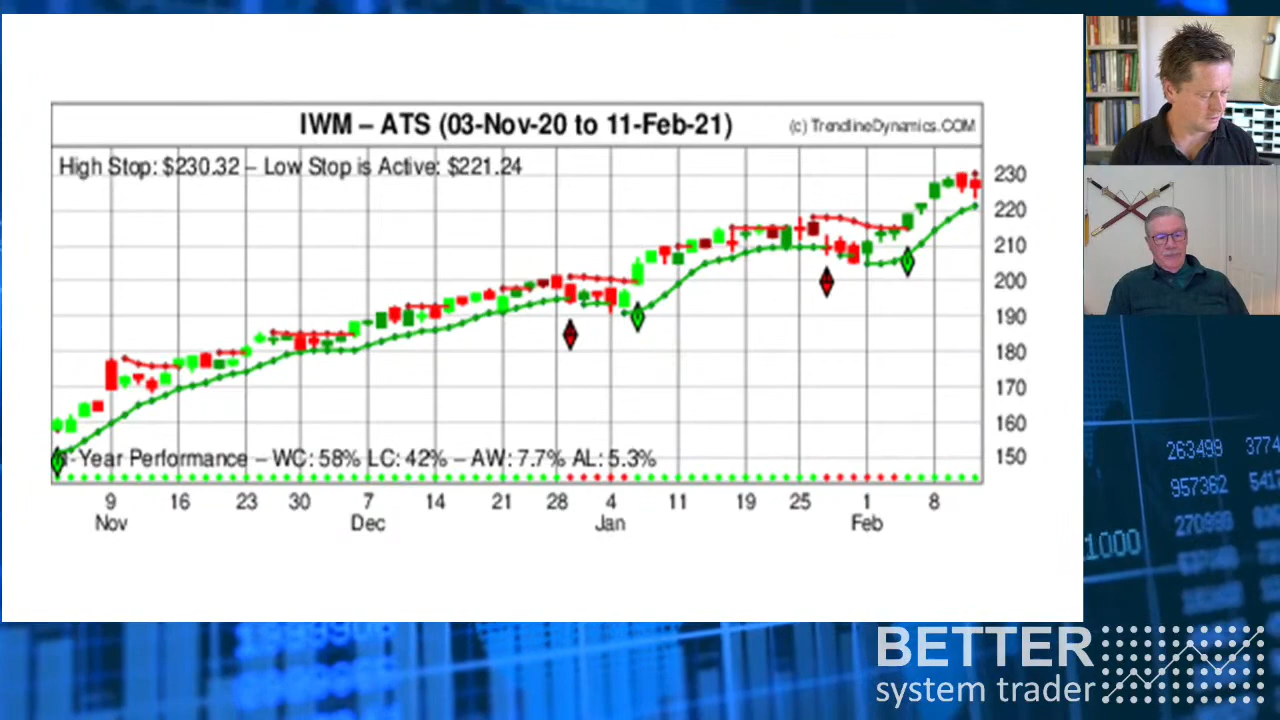 IWM – ATS (03-Nov-20 to 11-Feb-21)
(c) TrendlineDynamics.COM
High Stop: $230.32 – Low Stop is Active: $221.24
230
220
210
200
190
180
170
160
150
-Year Performance – WC: 58% LC: 42% – AW: 7.7% AL: 5.3%
9 16 23 30 7 14 21 28 4 11 19 25 1 8
Nov Dec Jan Feb
263499 3774
957362
1000
BETTER
system trader